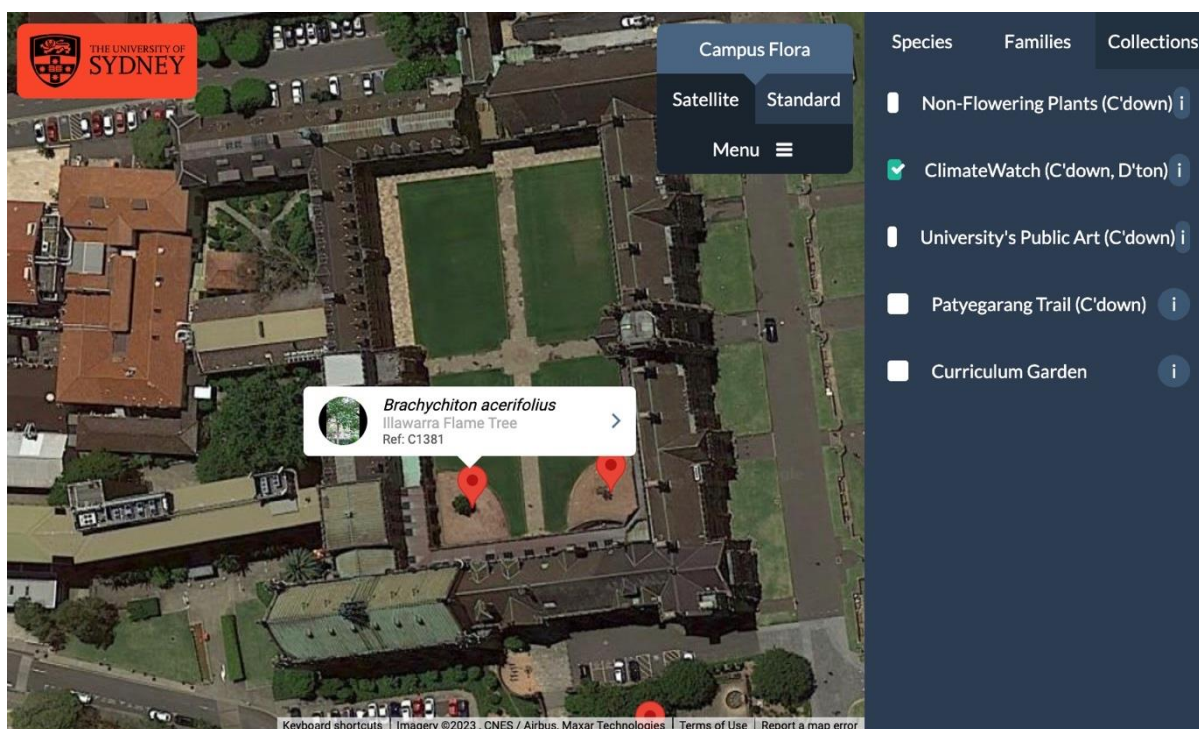 THE UNIVERSITY OF
SYDNEY
Campus Flora
Satellite Standard
Menu
Species Families Collections
Non-Flowering Plants (C'down) i
ClimateWatch (C'down, D'ton) i
University's Public Art (C'down) i
Patyegarang Trail (C'down) i
Curriculum Garden i
Brachychiton acerifolius
Illawarra Flame Tree
Ref: C1381
Keyboard shortcuts Imagery ©2023 , CNES / Airbus, Maxar Technologies Terms of Use Report a map error